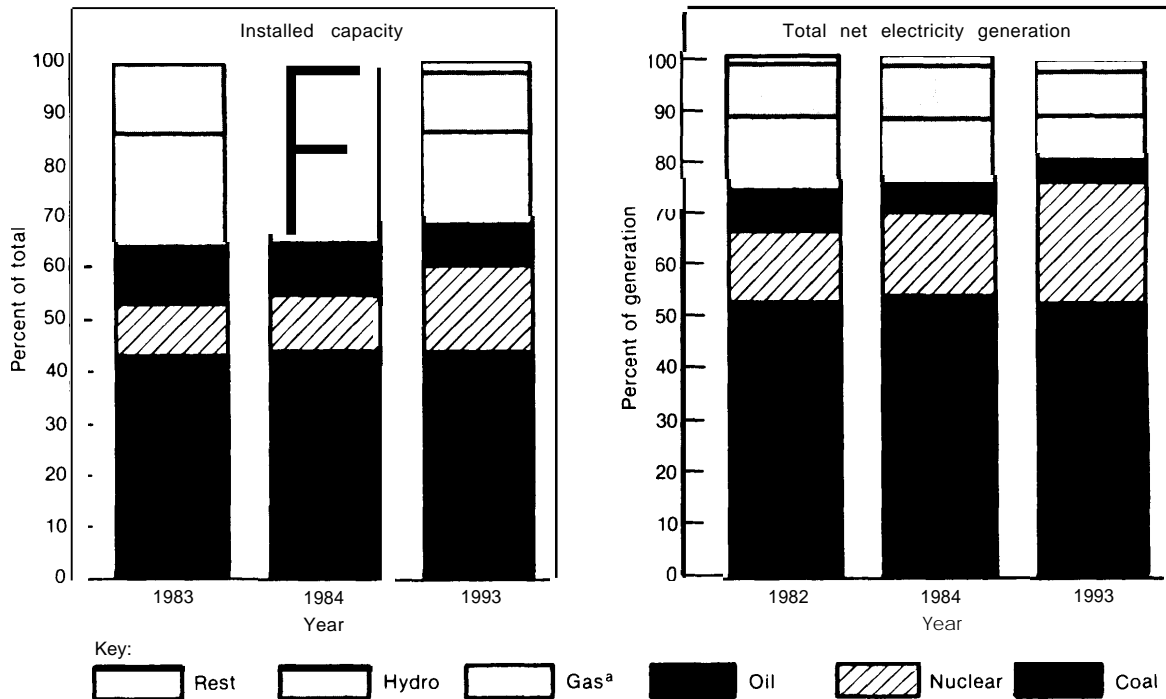 Installed capacity
100
90
80
70
60
50
40
30
20
10
0
Percent of total
1983 1984 1993
Year
Total net electricity generation
100
90
80
70
60
50
40
30
20
10
0
Percent of generation
1982 1984 1993
Year
Key:
Rest Hydro Gasᵃ Oil Nuclear Coal